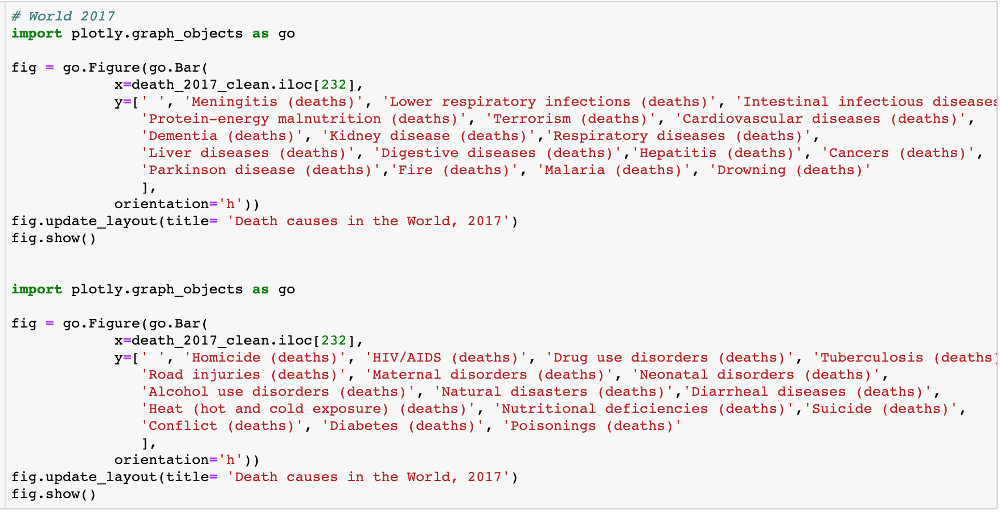 # World 2017
import plotly.graph_objects as go
fig = go.Figure(go.Bar(
x=death_2017_clean.iloc[232],
y=[' ', 'Meningitis (deaths)', 'Lower respiratory infections (deaths)', 'Intestinal infectious diseases
'Protein-energy malnutrition (deaths)', 'Terrorism (deaths)', 'Cardiovascular diseases (deaths)',
'Dementia (deaths)', 'Kidney disease (deaths)','Respiratory diseases (deaths)',
'Liver diseases (deaths)', 'Digestive diseases (deaths)','Hepatitis (deaths)', 'Cancers (deaths)',
'Parkinson disease (deaths)','Fire (deaths)', 'Malaria (deaths)', 'Drowning (deaths)'
],
orientation='h'))
fig.update_layout(title= 'Death causes in the World, 2017')
fig.show()
import plotly.graph_objects as go
fig = go.Figure(go.Bar(
x=death_2017_clean.iloc[232],
y=[' ', 'Homicide (deaths)', 'HIV/AIDS (deaths)', 'Drug use disorders (deaths)', 'Tuberculosis (deaths)
'Road injuries (deaths)', 'Maternal disorders (deaths)', 'Neonatal disorders (deaths)',
'Alcohol use disorders (deaths)', 'Natural disasters (deaths)','Diarrheal diseases (deaths)',
'Heat (hot and cold exposure) (deaths)', 'Nutritional deficiencies (deaths)','Suicide (deaths)',
'Conflict (deaths)', 'Diabetes (deaths)', 'Poisonings (deaths)'
],
orientation='h'))
fig.update_layout(title= 'Death causes in the World, 2017')
fig.show()